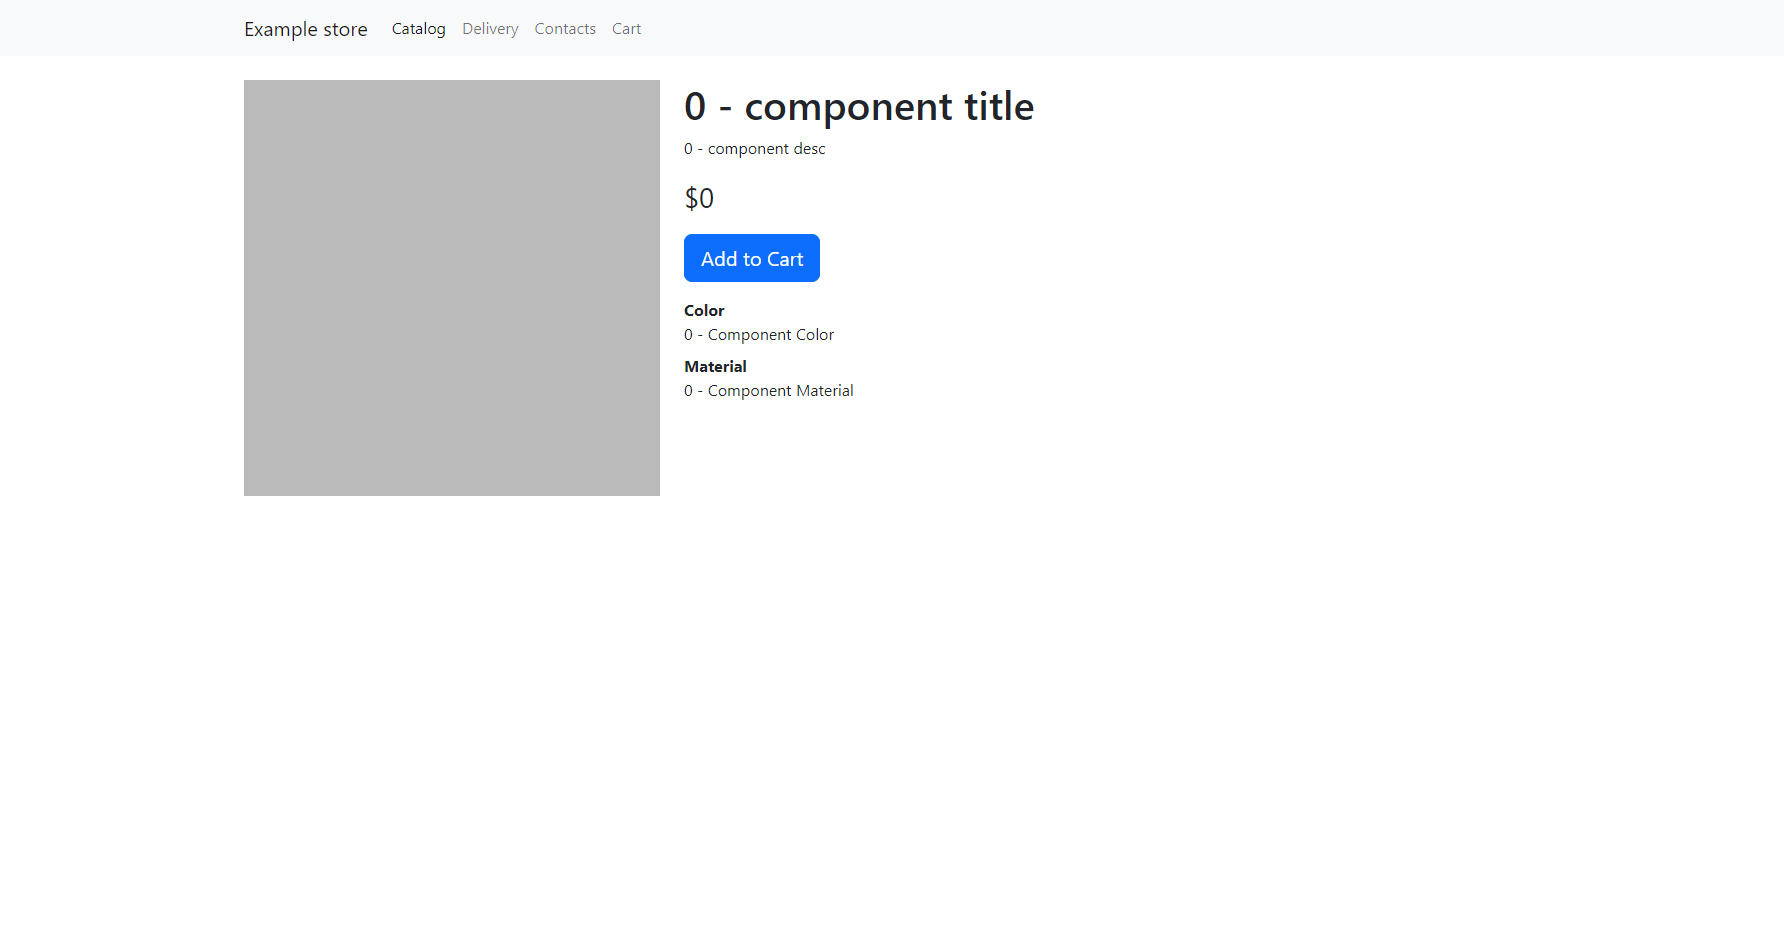 Example store Catalog Delivery Contacts Cart
0 - component title
0 - component desc
$0
Add to Cart
Color
0 - Component Color
Material
0 - Component Material